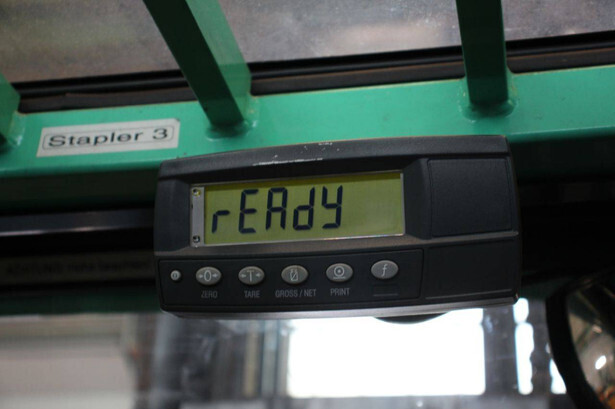 Stapler 3
rEAdy
ZERO TARE GROSS / NET PRINT